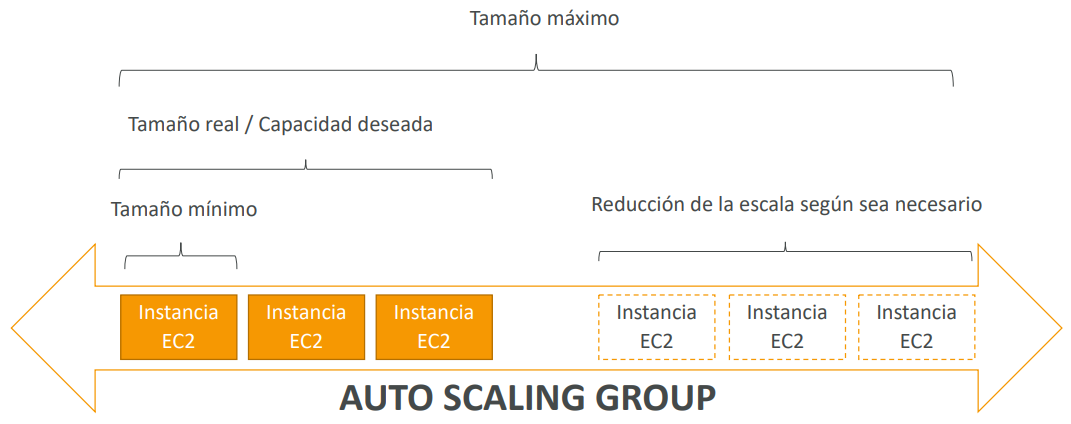 Tamaño máximo
Tamaño real / Capacidad deseada
Tamaño mínimo
Reducción de la escala según sea necesario
Instancia
EC2
Instancia
EC2
Instancia
EC2
Instancia
EC2
Instancia
EC2
Instancia
EC2
AUTO SCALING GROUP